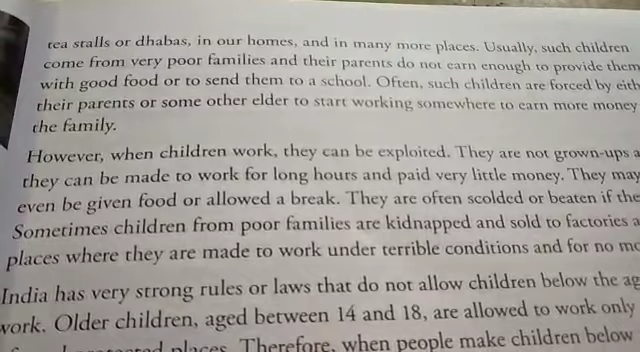 tea stalls or dhabas, in our homes, and in many more places. Usually, such children
come from very poor families and their parents do not earn enough to provide them
with good food or to send them to a school. Often, such children are forced by eith
their parents or some other elder to start working somewhere to earn more money
the family.
However, when children work, they can be exploited. They are not grown-ups a
they can be made to work for long hours and paid very little money. They may
even be given food or allowed a break. They are often scolded or beaten if the
Sometimes children from poor families are kidnapped and sold to factories a
places where they are made to work under terrible conditions and for no mo
India has very strong rules or laws that do not allow children below the ag
work. Older children, aged between 14 and 18, are allowed to work only
places. Therefore, when people make children below